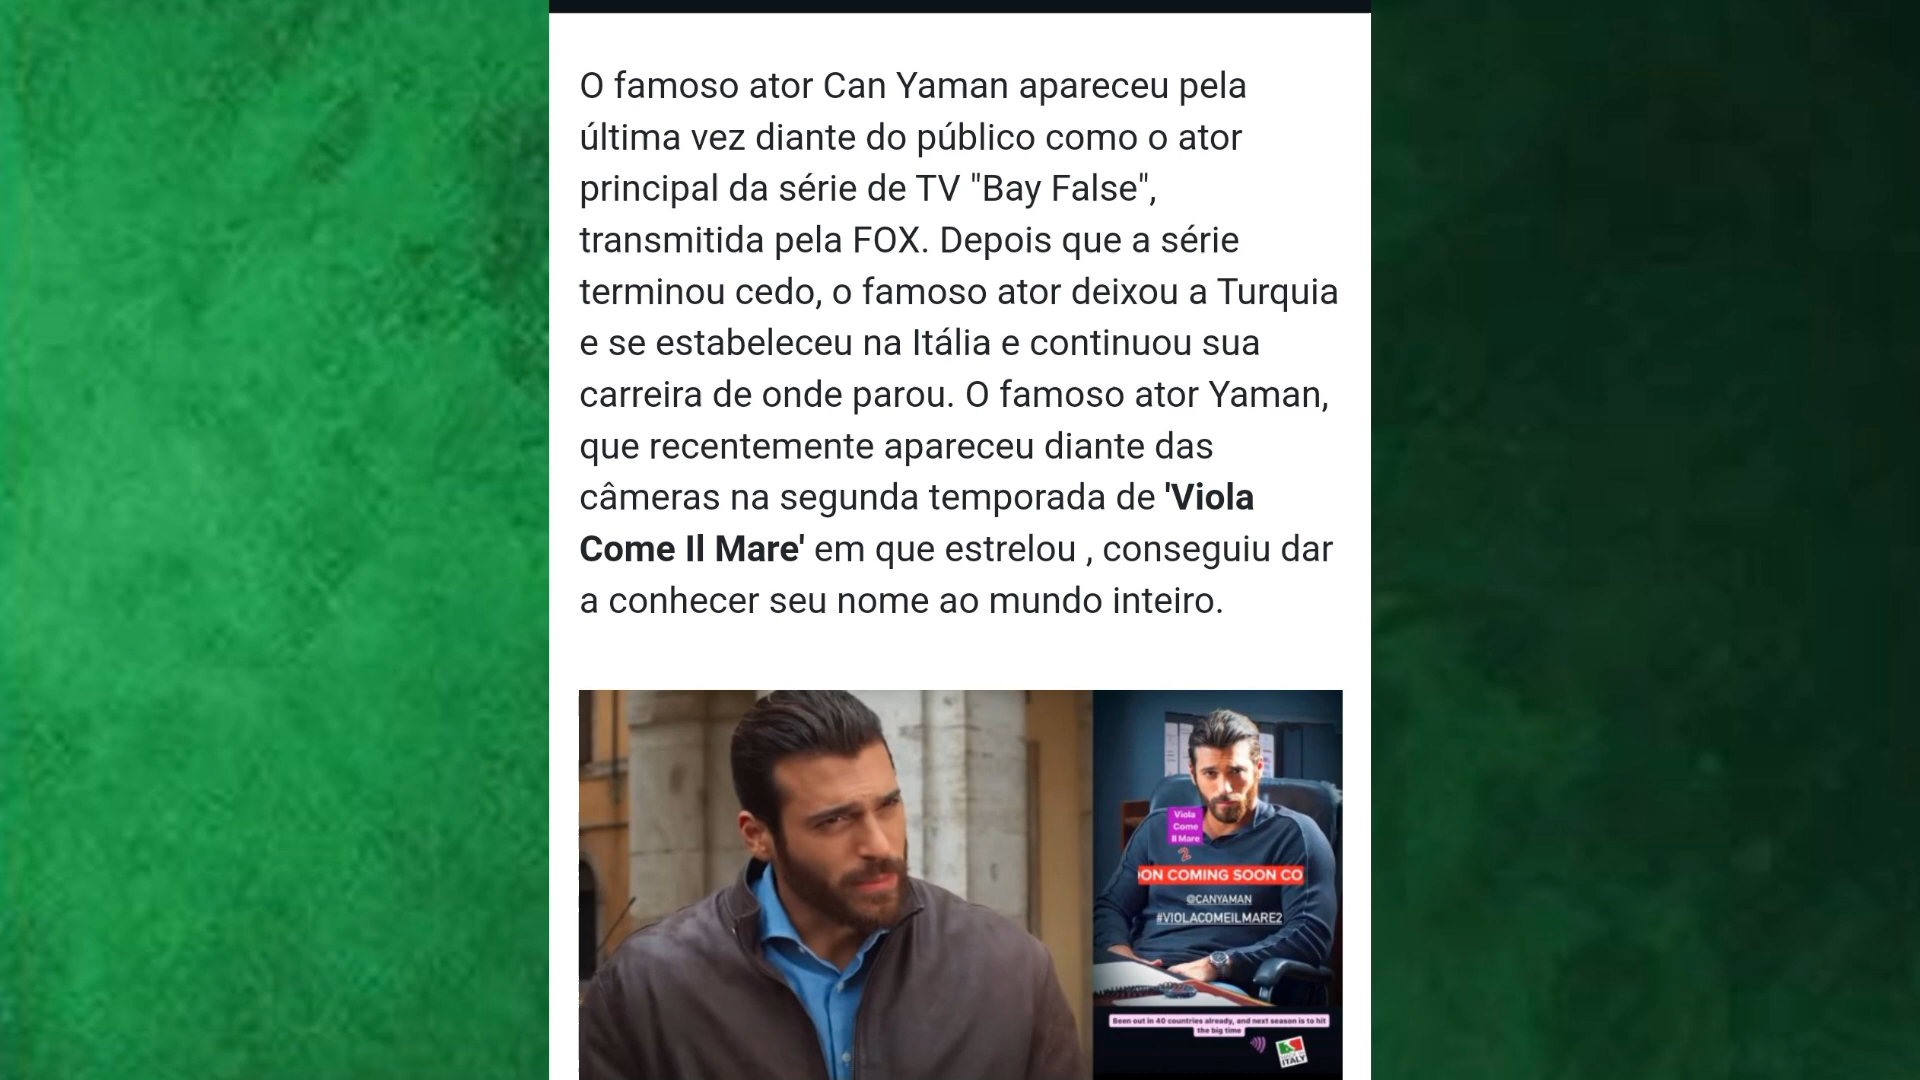 O famoso ator Can Yaman apareceu pela
última vez diante do público como o ator
principal da série de TV "Bay False",
transmitida pela FOX. Depois que a série
terminou cedo, o famoso ator deixou a Turquia
e se estabeleceu na Itália e continuou sua
carreira de onde parou. O famoso ator Yaman,
que recentemente apareceu diante das
câmeras na segunda temporada de 'Viola
Come Il Mare' em que estrelou , conseguiu dar
a conhecer seu nome ao mundo inteiro.
Viola
Come
Il Mare
2
ON COMING SOON CO
@CANYAMAN
#VIOLACOMEILMARE2
Been out in 40 countries already, and next season is to hit
the big time
ITALY